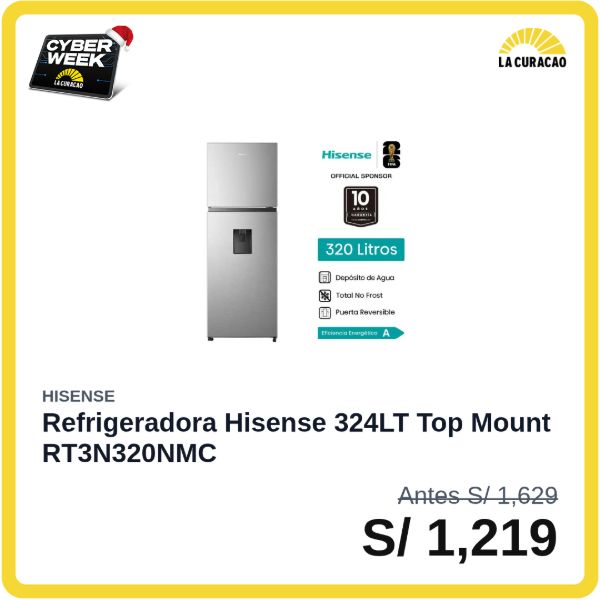 CYBER
WEEK
LA CURACAO
LA CURACAO
Hisense
FIFA
OFFICIAL SPONSOR
10
AÑOS
GARANTÍA
320 Litros
Depósito de Agua
Total No Frost
Puerta Reversible
Eficiencia Energética A
HISENSE
Refrigeradora Hisense 324LT Top Mount
RT3N320NMC
Antes S/ 1,629
S/ 1,219